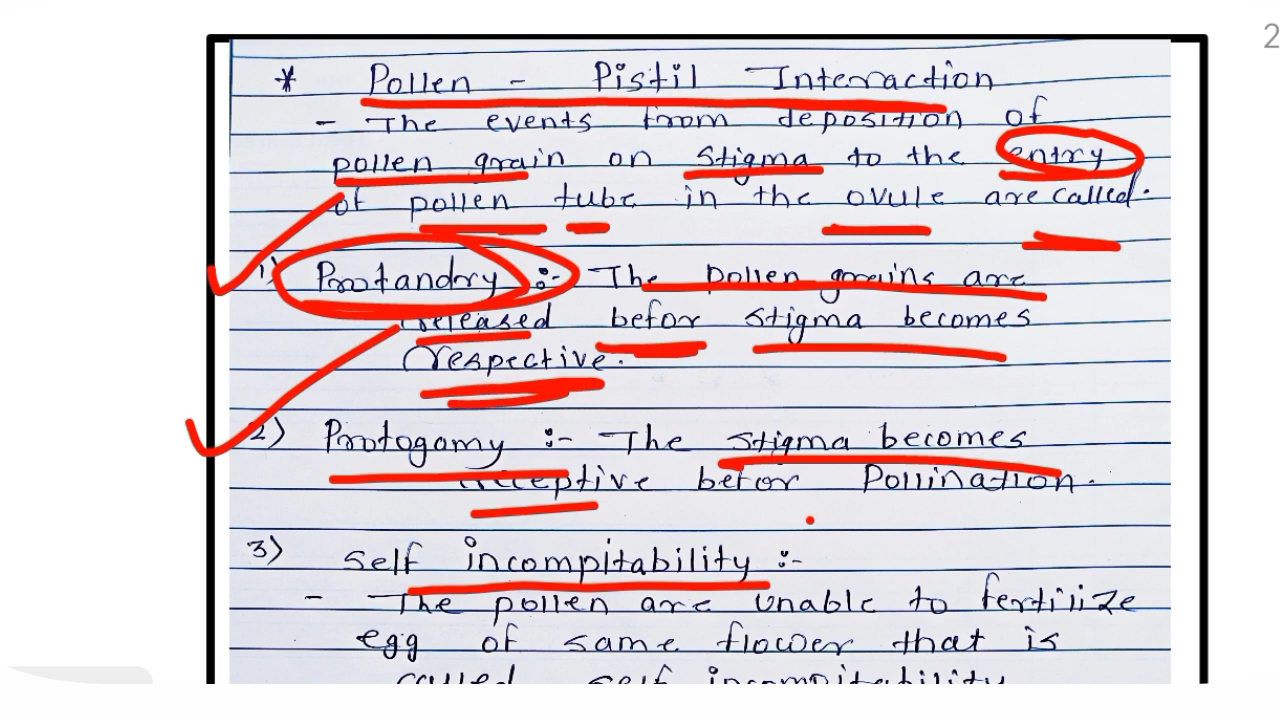 2
* Pollen - Pistil Interaction
- The events from deposition of
pollen grain on stigma to the entry
of pollen tube in the ovule are called.
1) Protandry :- The pollen grains are
released befor stigma becomes
respective.
2) Protogamy :- The stigma becomes
befor Pollination.
3) Self incompitability :-
- The pollen are unable to fertilize
egg of same flower that is
called self incompitability